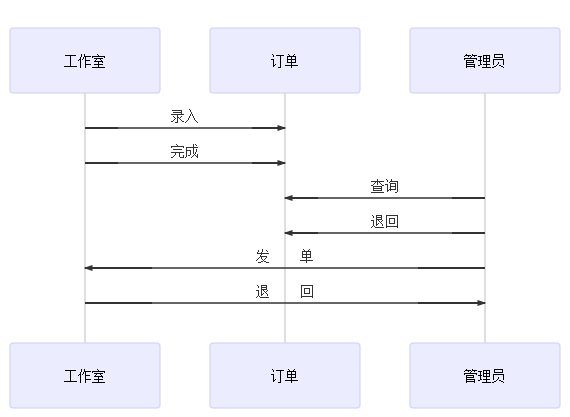 工作室 订单 管理员
录入
完成
查询
退回
发 单
退 回
工作室 订单 管理员